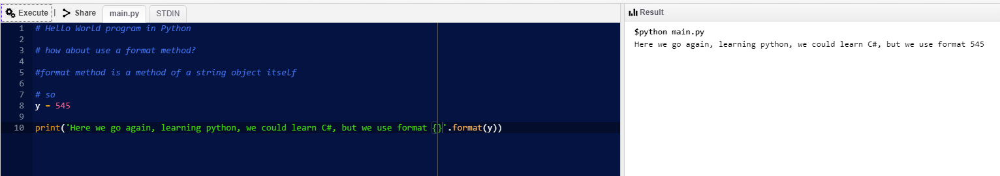 Execute | Share main.py STDIN
1 # Hello World program in Python
2
3 # how about use a format method?
4
5 #format method is a method of a string object itself
6
7 # so
8 y = 545
9
10 print('Here we go again, learning python, we could learn C#, but we use format {}'.format(y))
Result
$python main.py
Here we go again, learning python, we could learn C#, but we use format 545